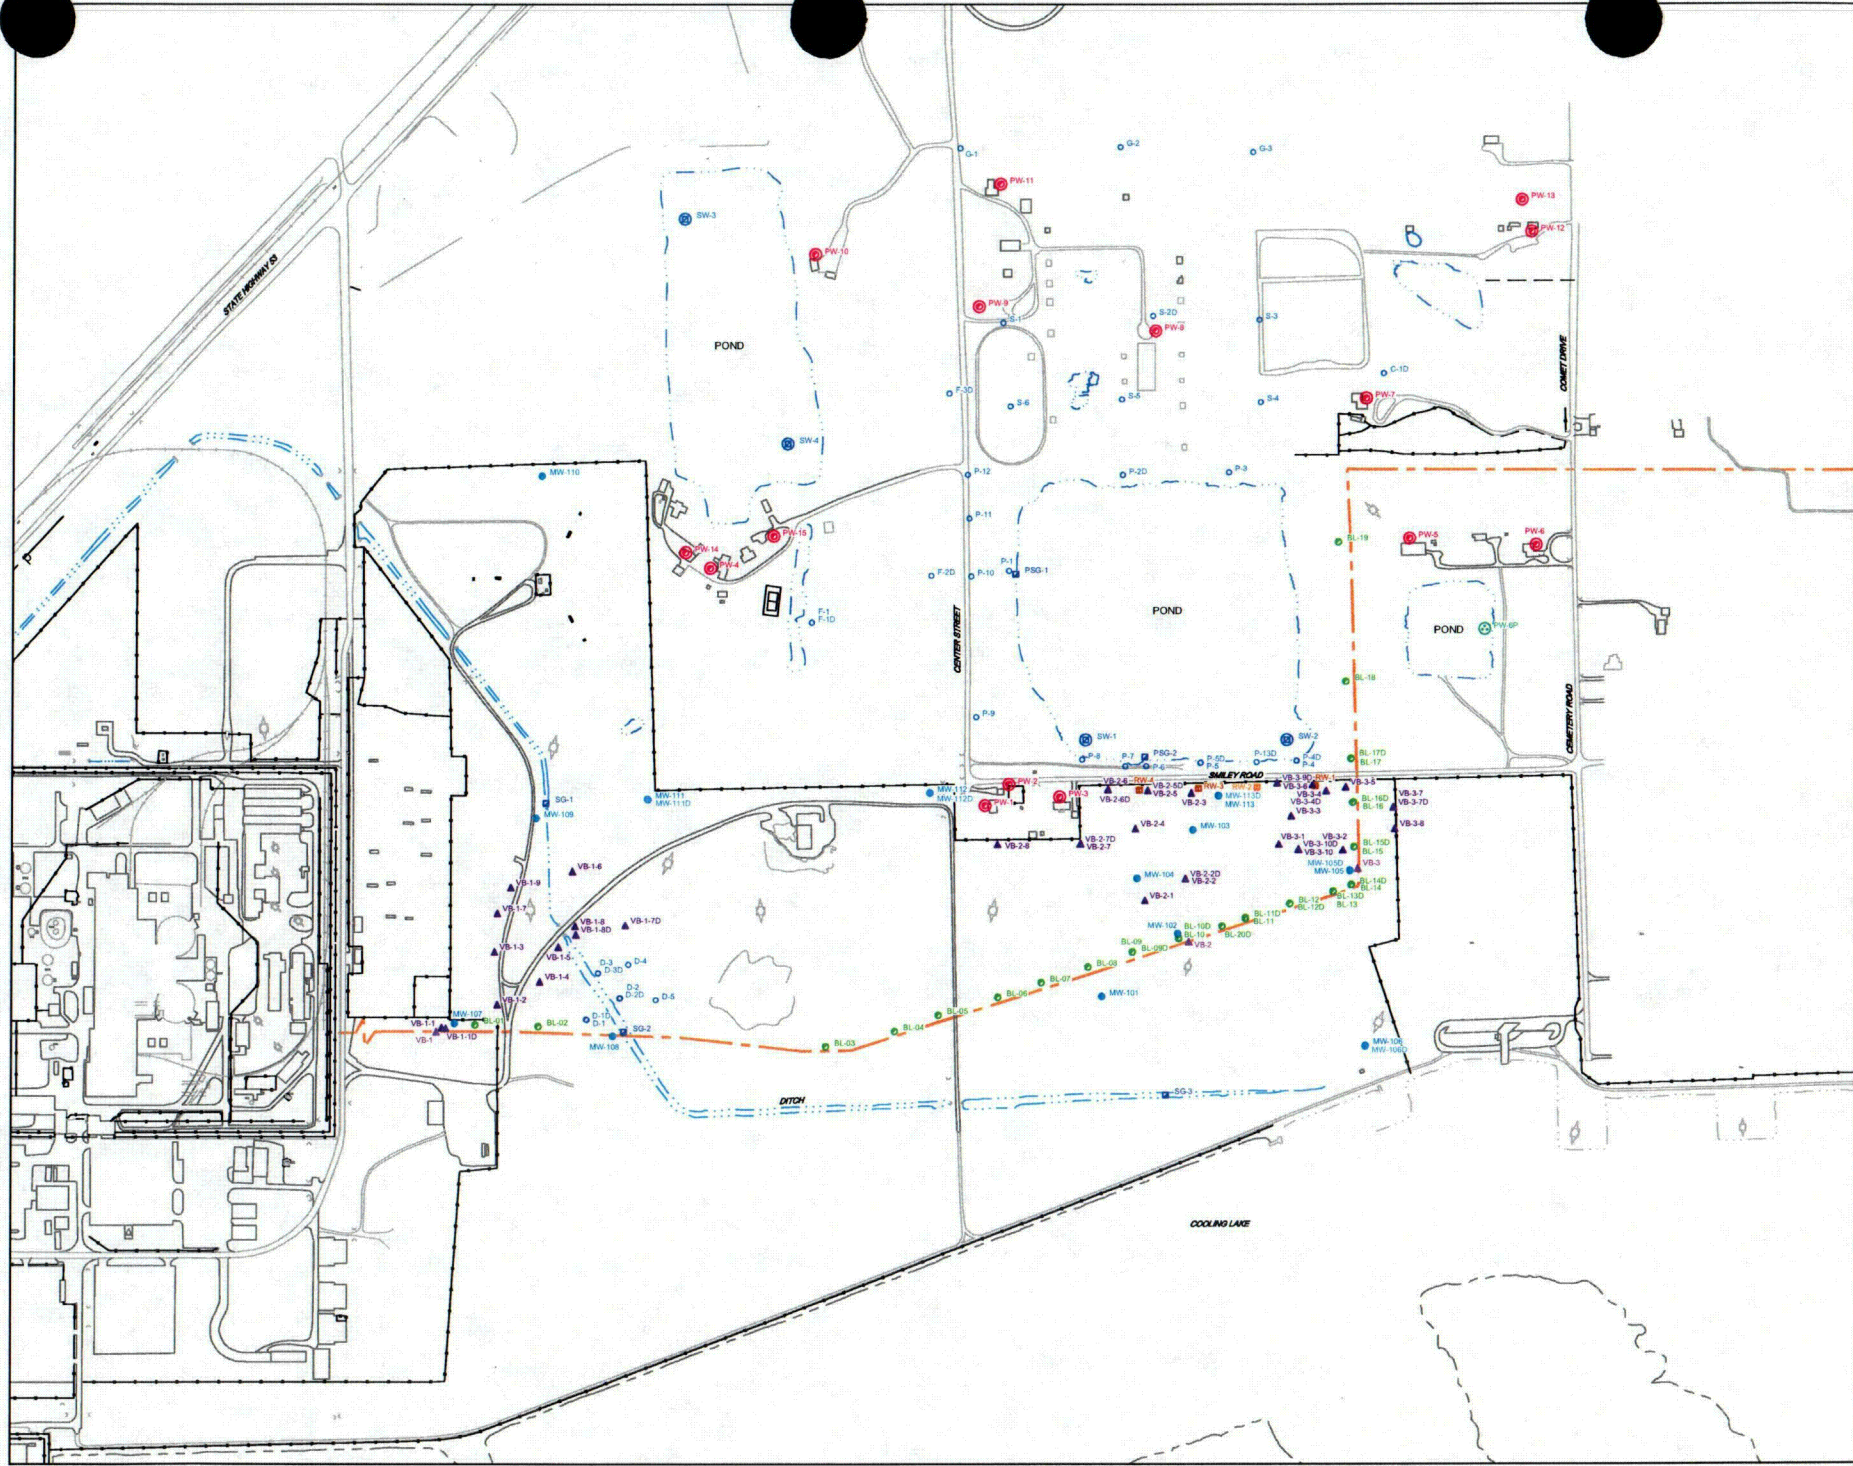 G-1
G-2
G-3
PW-11
PW-13
SW-3
PW-12
PW-10
STATE HIGHWAY 53
PW-9
S-1
S-2D
PW-8
S-3
POND
COMET DRIVE
C-1D
F-3D
S-6
S-5
S-4
PW-7
SW-4
MW-110
P-12
P-2D
P-3
P-11
PW-15
PW-5
PW-6
BL-19
PW-14
PW-4
F-2D
P-10
P-1
PSG-1
F-1
F-1D
POND
POND
PW-6P
CENTER STREET
BL-18
CEMETERY ROAD
P-9
SW-1
SW-2
P-8
P-7
PSG-2
P-6
P-5D
P-5
P-13D
P-4D
P-4
BL-17D
BL-17
SMILEY ROAD
PW-2
VB-2-6
RW-4
VB-2-5D
VB-2-5
VB-2-6D
RW-3
VB-2-3
RW-2
MW-113D
MW-113
VB-3-9D
VB-3-6
RW-1
VB-3-5
VB-3-4
VB-3-4D
VB-3-3
VB-3-7
VB-3-7D
BL-16D
BL-16
MW-111
MW-111D
MW-112
MW-112D
PW-1
PW-3
SG-1
MW-109
VB-2-4
MW-103
VB-3-8
VB-2-8
VB-2-7D
VB-2-7
VB-3-1
VB-3-2
VB-3-10D
VB-3-10
BL-15D
BL-15
VB-1-6
MW-104
VB-2-2D
VB-2-2
MW-105D
MW-105
VB-3
VB-1-9
BL-14D
BL-14
BL-13D
BL-13
VB-2-1
BL-12
BL-12D
VB-1-7
VB-1-8
VB-1-8D
VB-1-7D
BL-11D
BL-11
MW-102
BL-10D
BL-10
BL-20D
VB-2
VB-1-3
VB-1-5
BL-09
BL-09D
D-3
D-3D
D-4
BL-08
VB-1-4
BL-07
D-2
D-2D
D-5
BL-06
MW-101
VB-1-2
D-1D
D-1
BL-05
MW-107
BL-01
BL-02
VB-1-1
VB-1
VB-1-1D
SG-2
MW-108
BL-04
BL-03
MW-106
MW-106D
SG-3
DITCH
COOLING LAKE